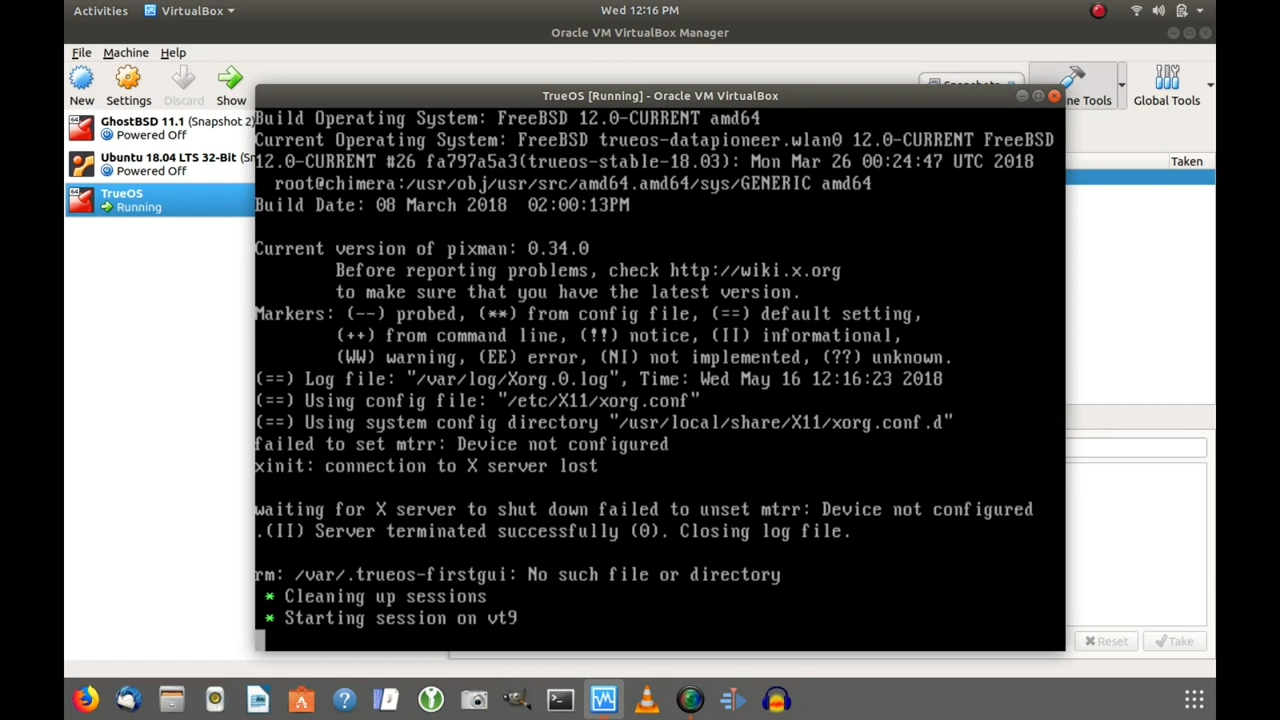 Activities VirtualBox Wed 12:16 PM
Oracle VM VirtualBox Manager
File Machine Help
New Settings Discard Show Snapshots ne Tools Global Tools
GhostBSD 11.1 (Snapshot 2)
Powered Off
Ubuntu 18.04 LTS 32-Bit (Sn
Powered Off
TrueOS
Running
Taken
TrueOS [Running] - Oracle VM VirtualBox
Build Operating System: FreeBSD 12.0-CURRENT amd64
Current Operating System: FreeBSD trueos-datapioneer.wlan0 12.0-CURRENT FreeBSD
12.0-CURRENT #26 fa797a5a3(trueos-stable-18.03): Mon Mar 26 00:24:47 UTC 2018
root@chimera:/usr/obj/usr/src/amd64.amd64/sys/GENERIC amd64
Build Date: 08 March 2018 02:00:13PM
Current version of pixman: 0.34.0
Before reporting problems, check http://wiki.x.org
to make sure that you have the latest version.
Markers: (--) probed, (**) from config file, (==) default setting,
(++) from command line, (!!) notice, (II) informational,
(WW) warning, (EE) error, (NI) not implemented, (??) unknown.
(==) Log file: "/var/log/Xorg.0.log", Time: Wed May 16 12:16:23 2018
(==) Using config file: "/etc/X11/xorg.conf"
(==) Using system config directory "/usr/local/share/X11/xorg.conf.d"
failed to set mtrr: Device not configured
xinit: connection to X server lost
waiting for X server to shut down failed to unset mtrr: Device not configured
.(II) Server terminated successfully (0). Closing log file.
rm: /var/.trueos-firstgui: No such file or directory
* Cleaning up sessions
* Starting session on vt9
Reset Take